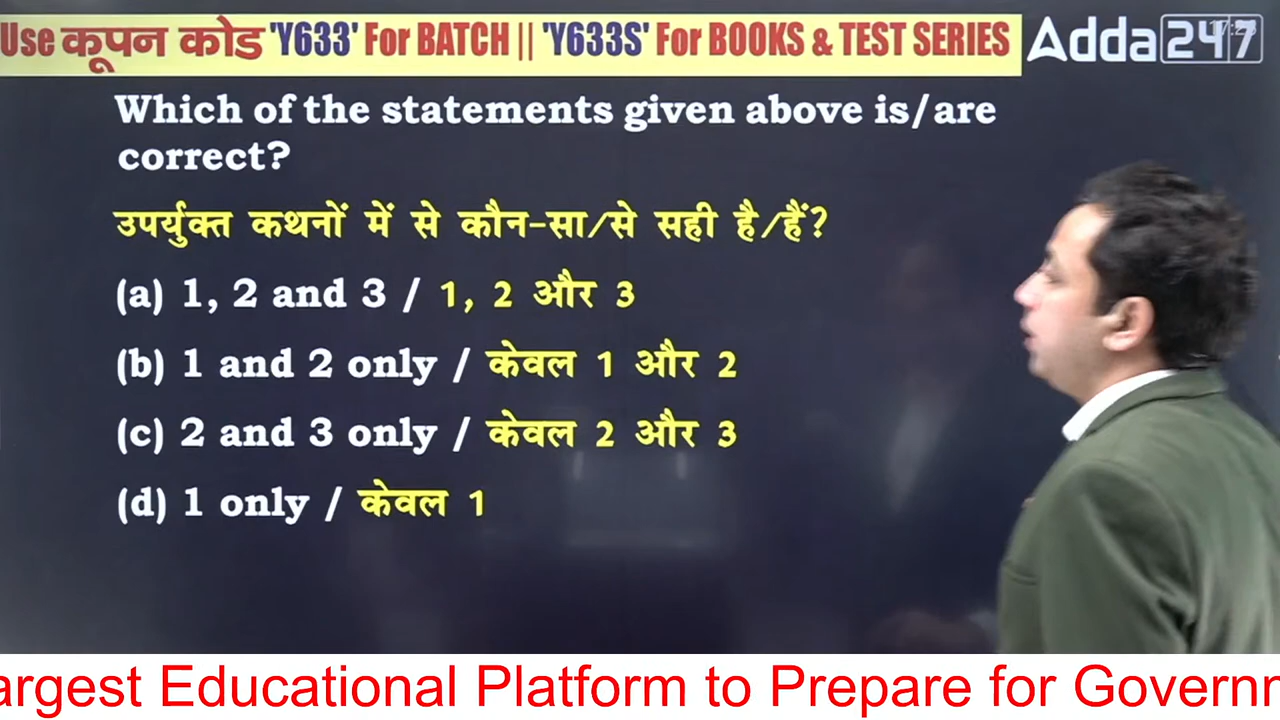 Use कूपन कोड 'Y633' For BATCH || 'Y633S' For BOOKS & TEST SERIES
Adda247
Which of the statements given above is/are
correct?
उपर्युक्त कथनों में से कौन-सा/से सही है/हैं?
(a) 1, 2 and 3 / 1, 2 और 3
(b) 1 and 2 only / केवल 1 और 2
(c) 2 and 3 only / केवल 2 और 3
(d) 1 only / केवल 1
argest Educational Platform to Prepare for Governm